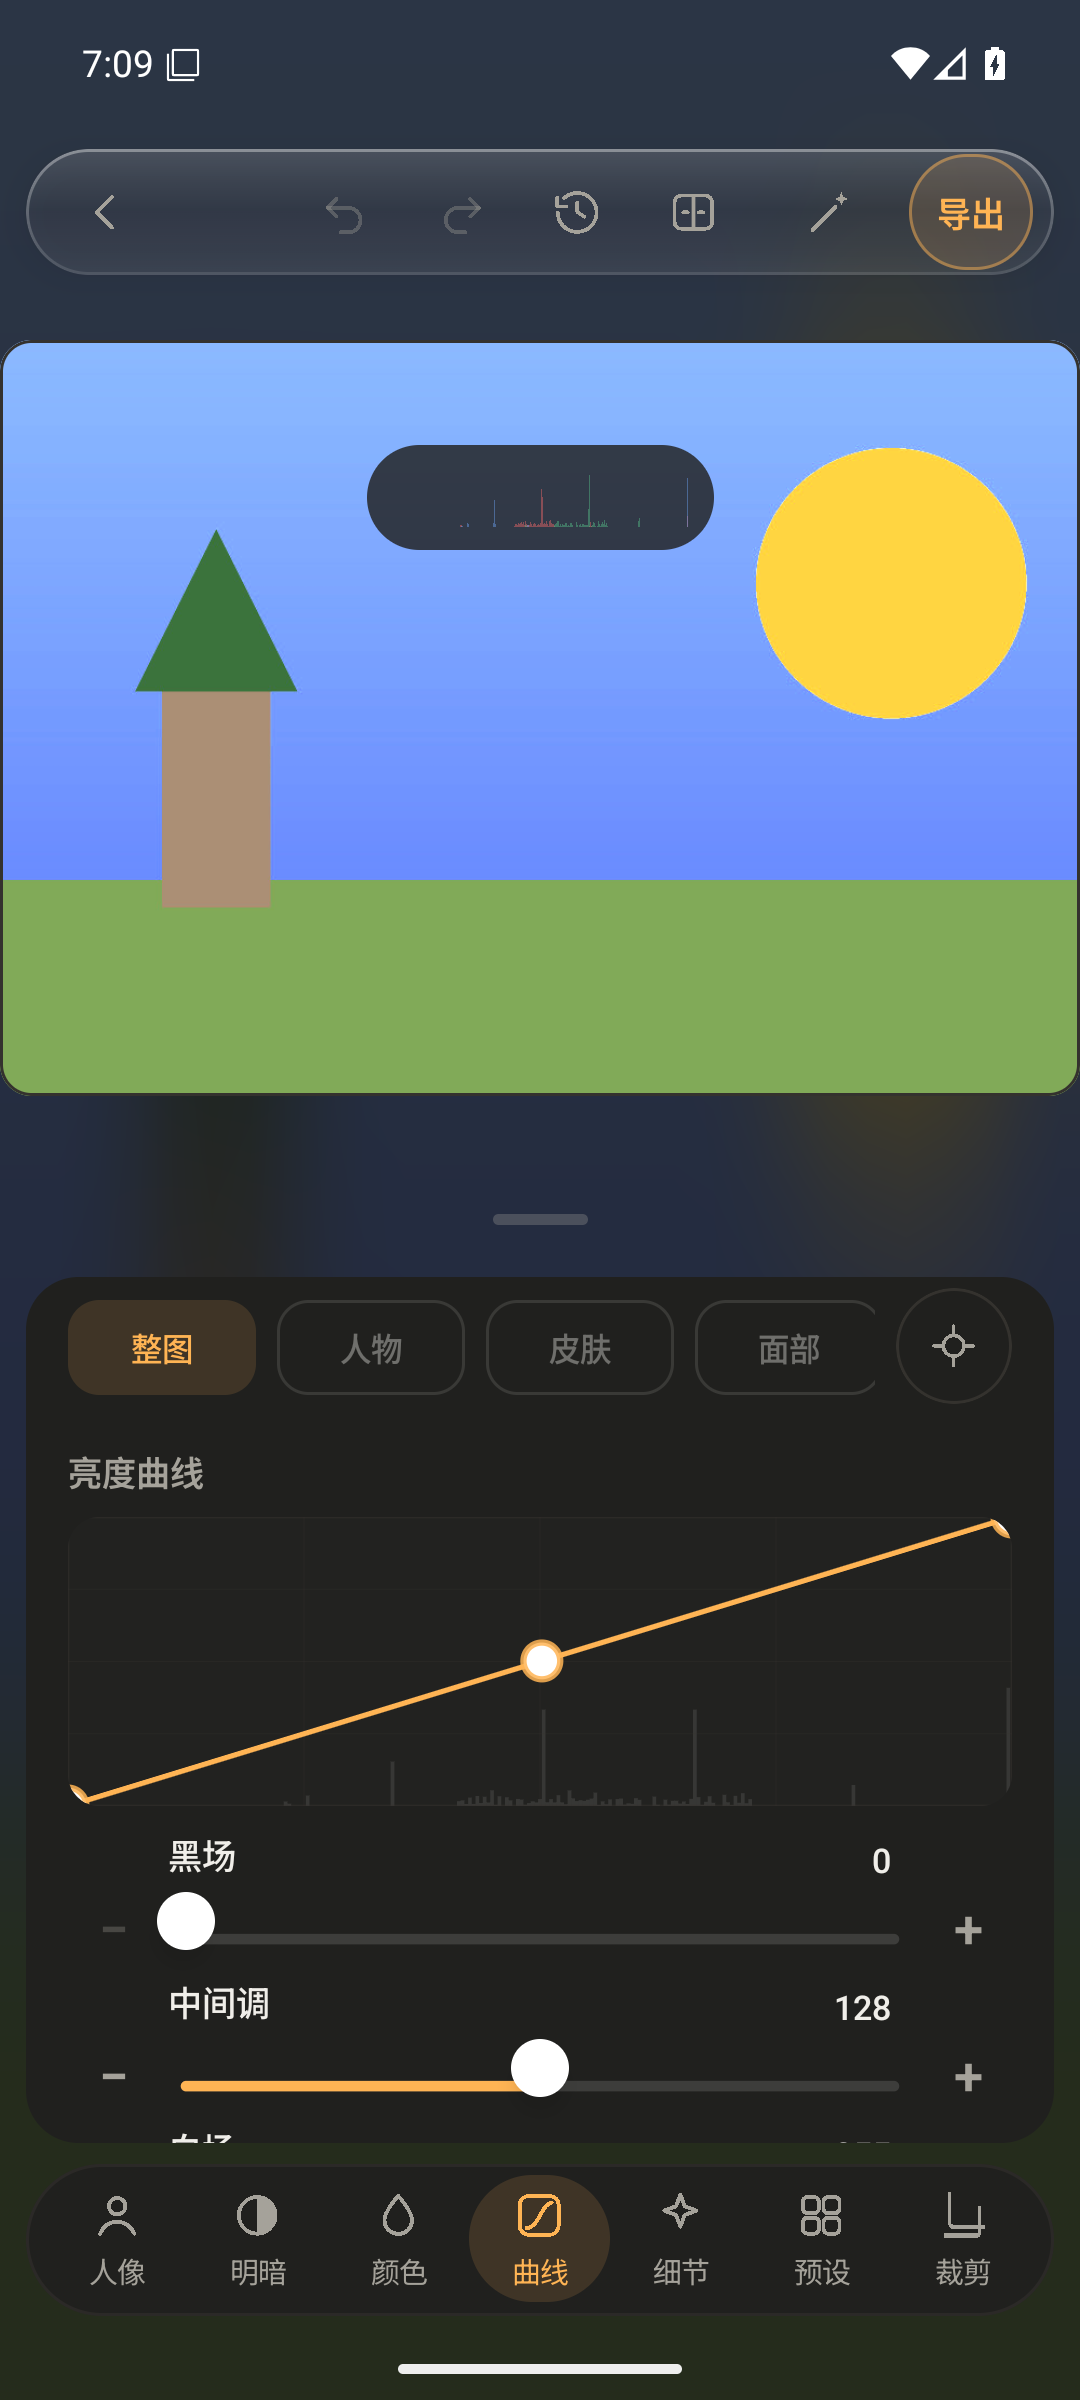 7:09
导出
整图 人物 皮肤 面部
亮度曲线
黑场 0
中间调 128
人像 明暗 颜色 曲线 细节 预设 裁剪